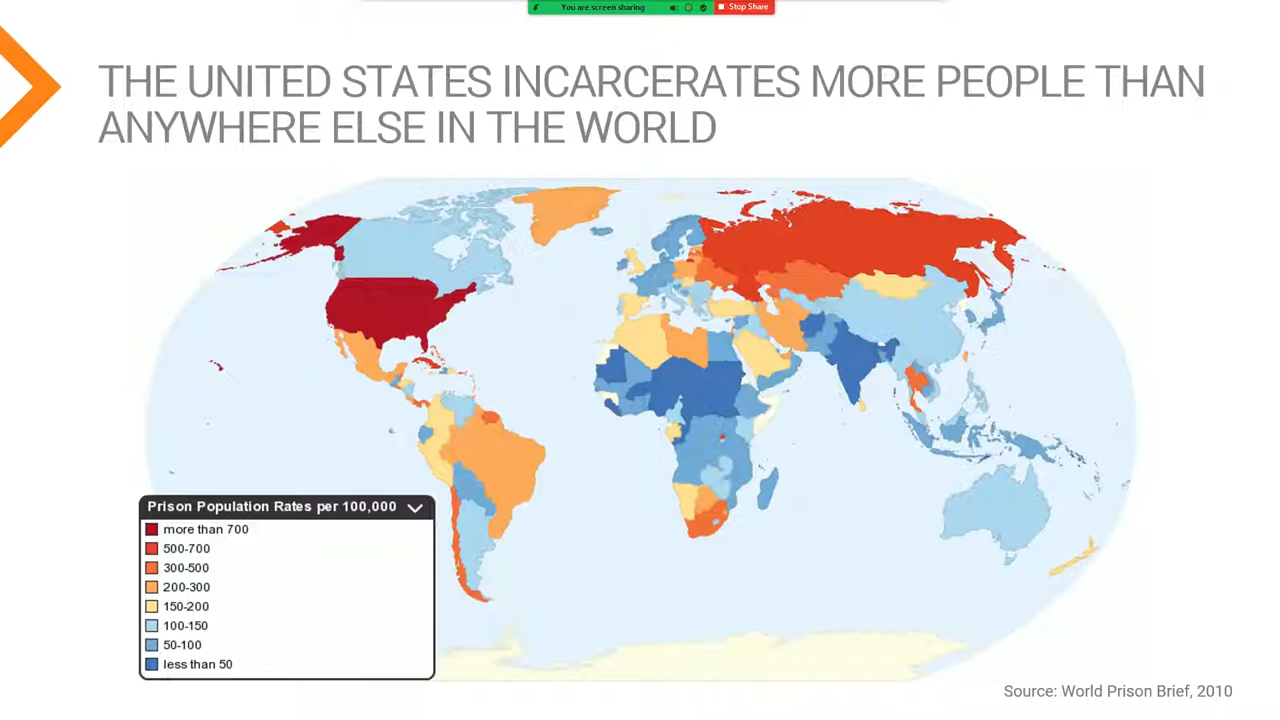 You are screen sharing
Stop Share
THE UNITED STATES INCARCERATES MORE PEOPLE THAN
ANYWHERE ELSE IN THE WORLD
Prison Population Rates per 100,000
more than 700
500-700
300-500
200-300
150-200
100-150
50-100
less than 50
Source: World Prison Brief, 2010